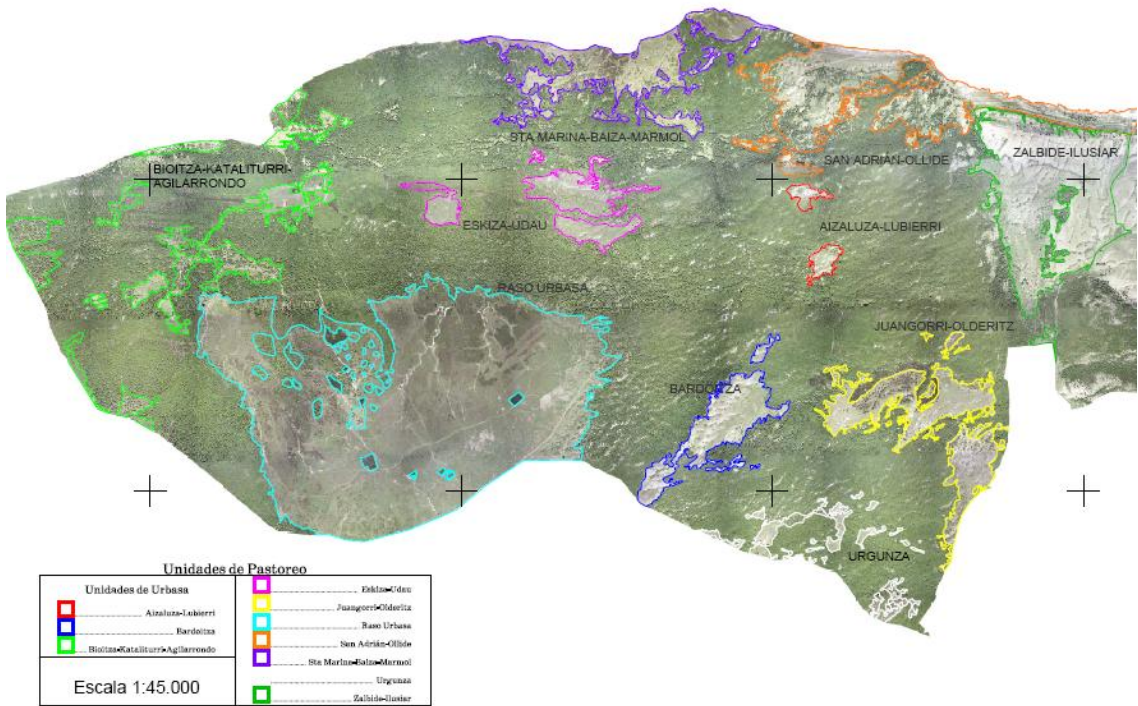 STA MARINA-BAIZA-MARMOL
BIOITZA-KATALITURRI-
AGILARRONDO
SAN ADRIÁN-OLLIDE
ZALBIDE-ILUSIAR
ESKIZA-UDAU
AIZALUZA-LUBIERRI
RASO URBASA
JUANGORRI-OLDERITZ
BARDOITZA
URGUNZA
Unidades de Pastoreo
Unidades de Urbasa
Aizaluza-Lubierri
Bardoitza
Bioitza-Kataliturri-Agilarrondo
Escala 1:45.000
Eskiza-Udau
Juangorri-Olderitz
Raso Urbasa
San Adrián-Ollide
Sta Marina-Baiza-Marmol
Urgunza
Zalbide-Ilusiar